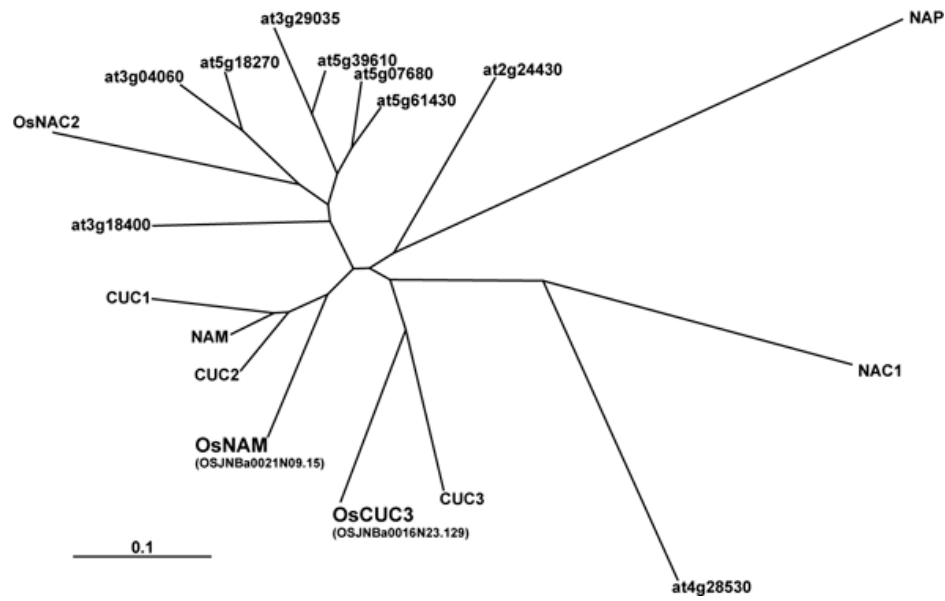 at3g29035
NAP
at5g18270
at5g39610
at3g04060
at5g07680
at2g24430
at5g61430
OsNAC2
at3g18400
CUC1
NAM
CUC2
NAC1
OsNAM
(OSJNBa0021N09.15)
CUC3
OsCUC3
(OSJNBa0016N23.129)
0.1
at4g28530